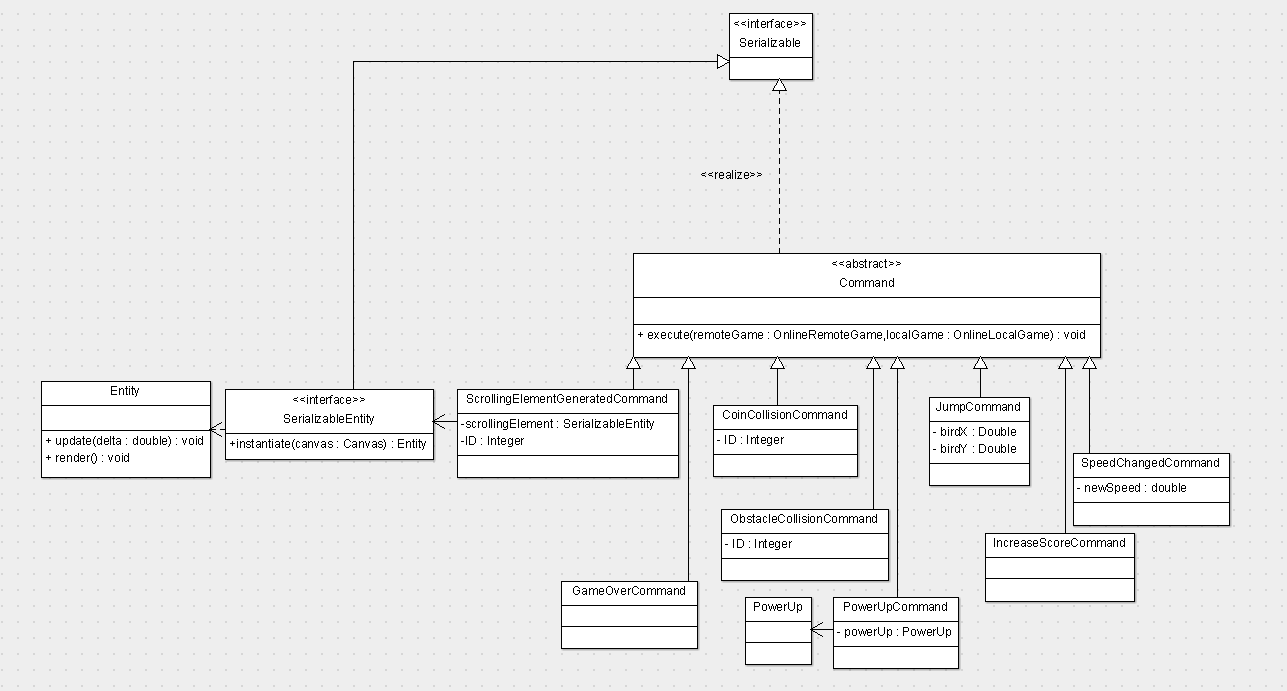 <<interface>>
Serializable
<<realize>>
<<abstract>>
Command
+ execute(remoteGame : OnlineRemoteGame,localGame : OnlineLocalGame) : void
Entity
+ update(delta : double) : void
+ render() : void
<<interface>>
SerializableEntity
+instantiate(canvas : Canvas) : Entity
ScrollingElementGeneratedCommand
-scrollingElement : SerializableEntity
-ID : Integer
CoinCollisionCommand
- ID : Integer
JumpCommand
- birdX : Double
- birdY : Double
SpeedChangedCommand
- newSpeed : double
ObstacleCollisionCommand
- ID : Integer
IncreaseScoreCommand
GameOverCommand
PowerUp
PowerUpCommand
- powerUp : PowerUp